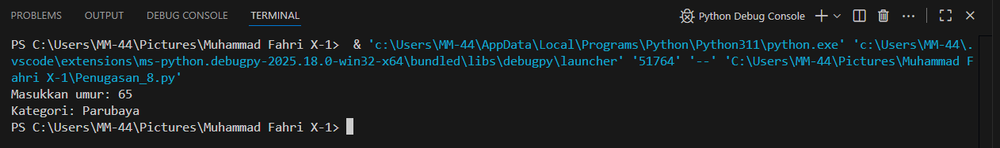 PROBLEMS OUTPUT DEBUG CONSOLE TERMINAL Python Debug Console
PS C:\Users\MM-44\Pictures\Muhammad Fahri X-1>  & 'c:\Users\MM-44\AppData\Local\Programs\Python\Python311\python.exe' 'c:\Users\MM-44\.
vscode\extensions\ms-python.debugpy-2025.18.0-win32-x64\bundled\libs\debugpy\launcher' '51764' '--' 'C:\Users\MM-44\Pictures\Muhammad F
ahri X-1\Penugasan_8.py'
Masukkan umur: 65
Kategori: Parubaya
PS C:\Users\MM-44\Pictures\Muhammad Fahri X-1>